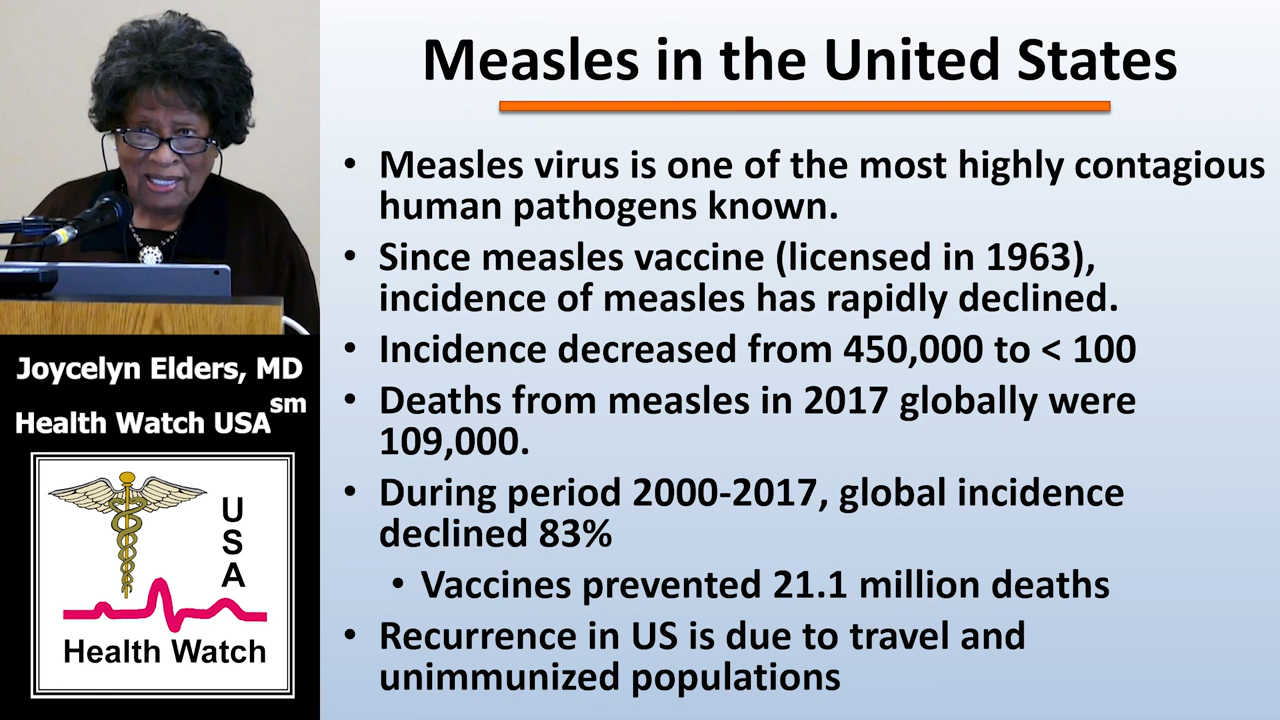 Measles in the United States
• Measles virus is one of the most highly contagious
human pathogens known.
• Since measles vaccine (licensed in 1963),
incidence of measles has rapidly declined.
• Incidence decreased from 450,000 to < 100
• Deaths from measles in 2017 globally were
109,000.
• During period 2000-2017, global incidence
declined 83%
• Vaccines prevented 21.1 million deaths
• Recurrence in US is due to travel and
unimmunized populations
Joycelyn Elders, MD
Health Watch USA sm
U
S
A
Health Watch